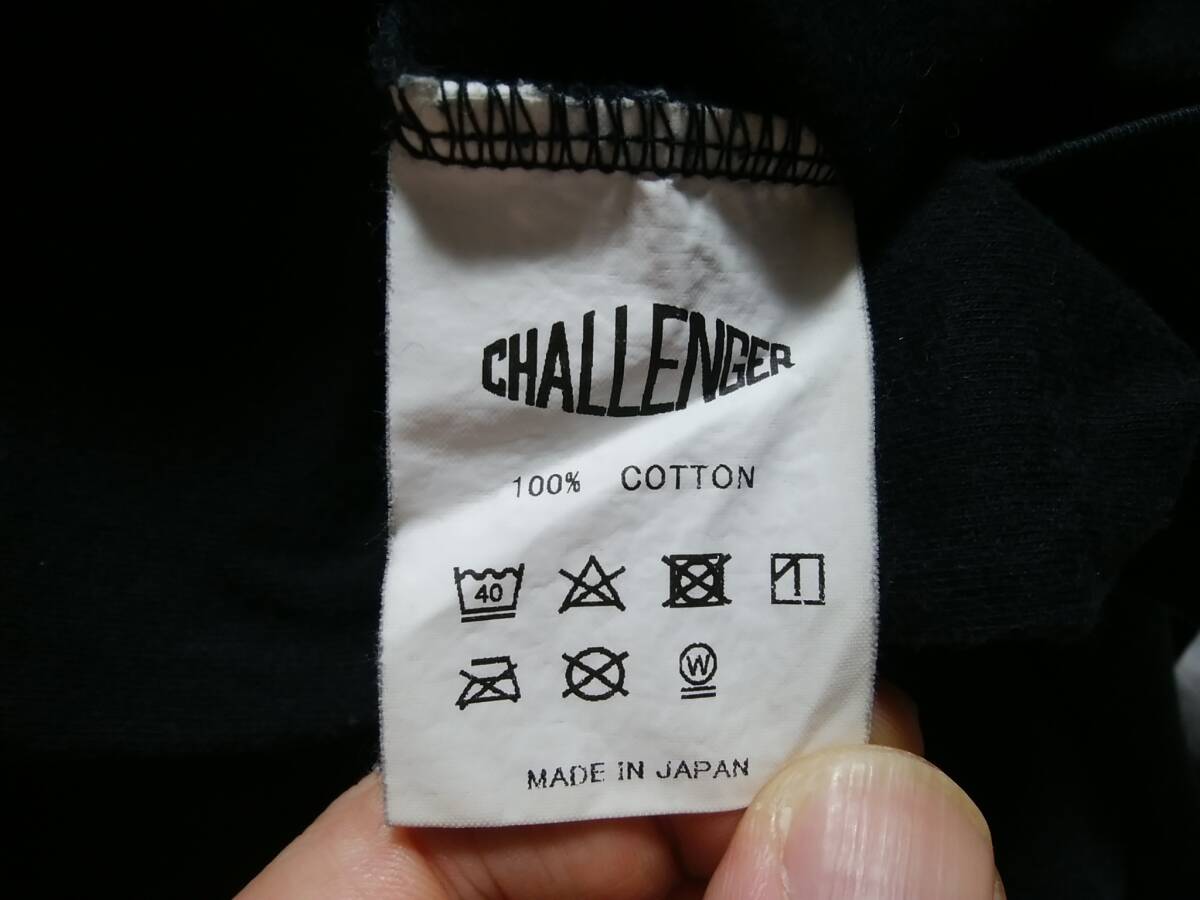 CHALLENGER
100% COTTON
40
W
MADE IN JAPAN